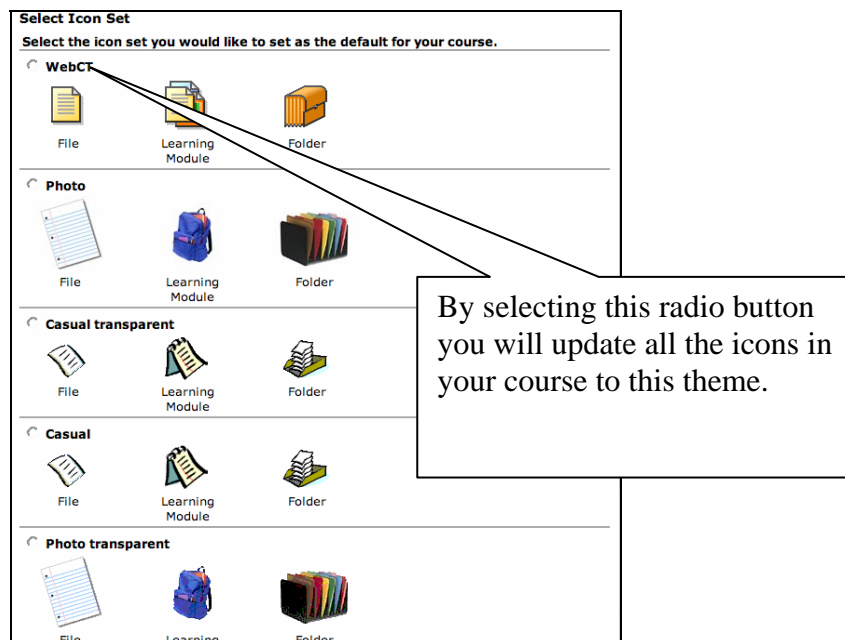 Select Icon Set
Select the icon set you would like to set as the default for your course.
WebCT
File Learning Folder
Module
Photo
File Learning Folder
Module
By selecting this radio button
you will update all the icons in
your course to this theme.
Casual transparent
File Learning Folder
Module
Casual
File Learning Folder
Module
Photo transparent
File Learning Folder